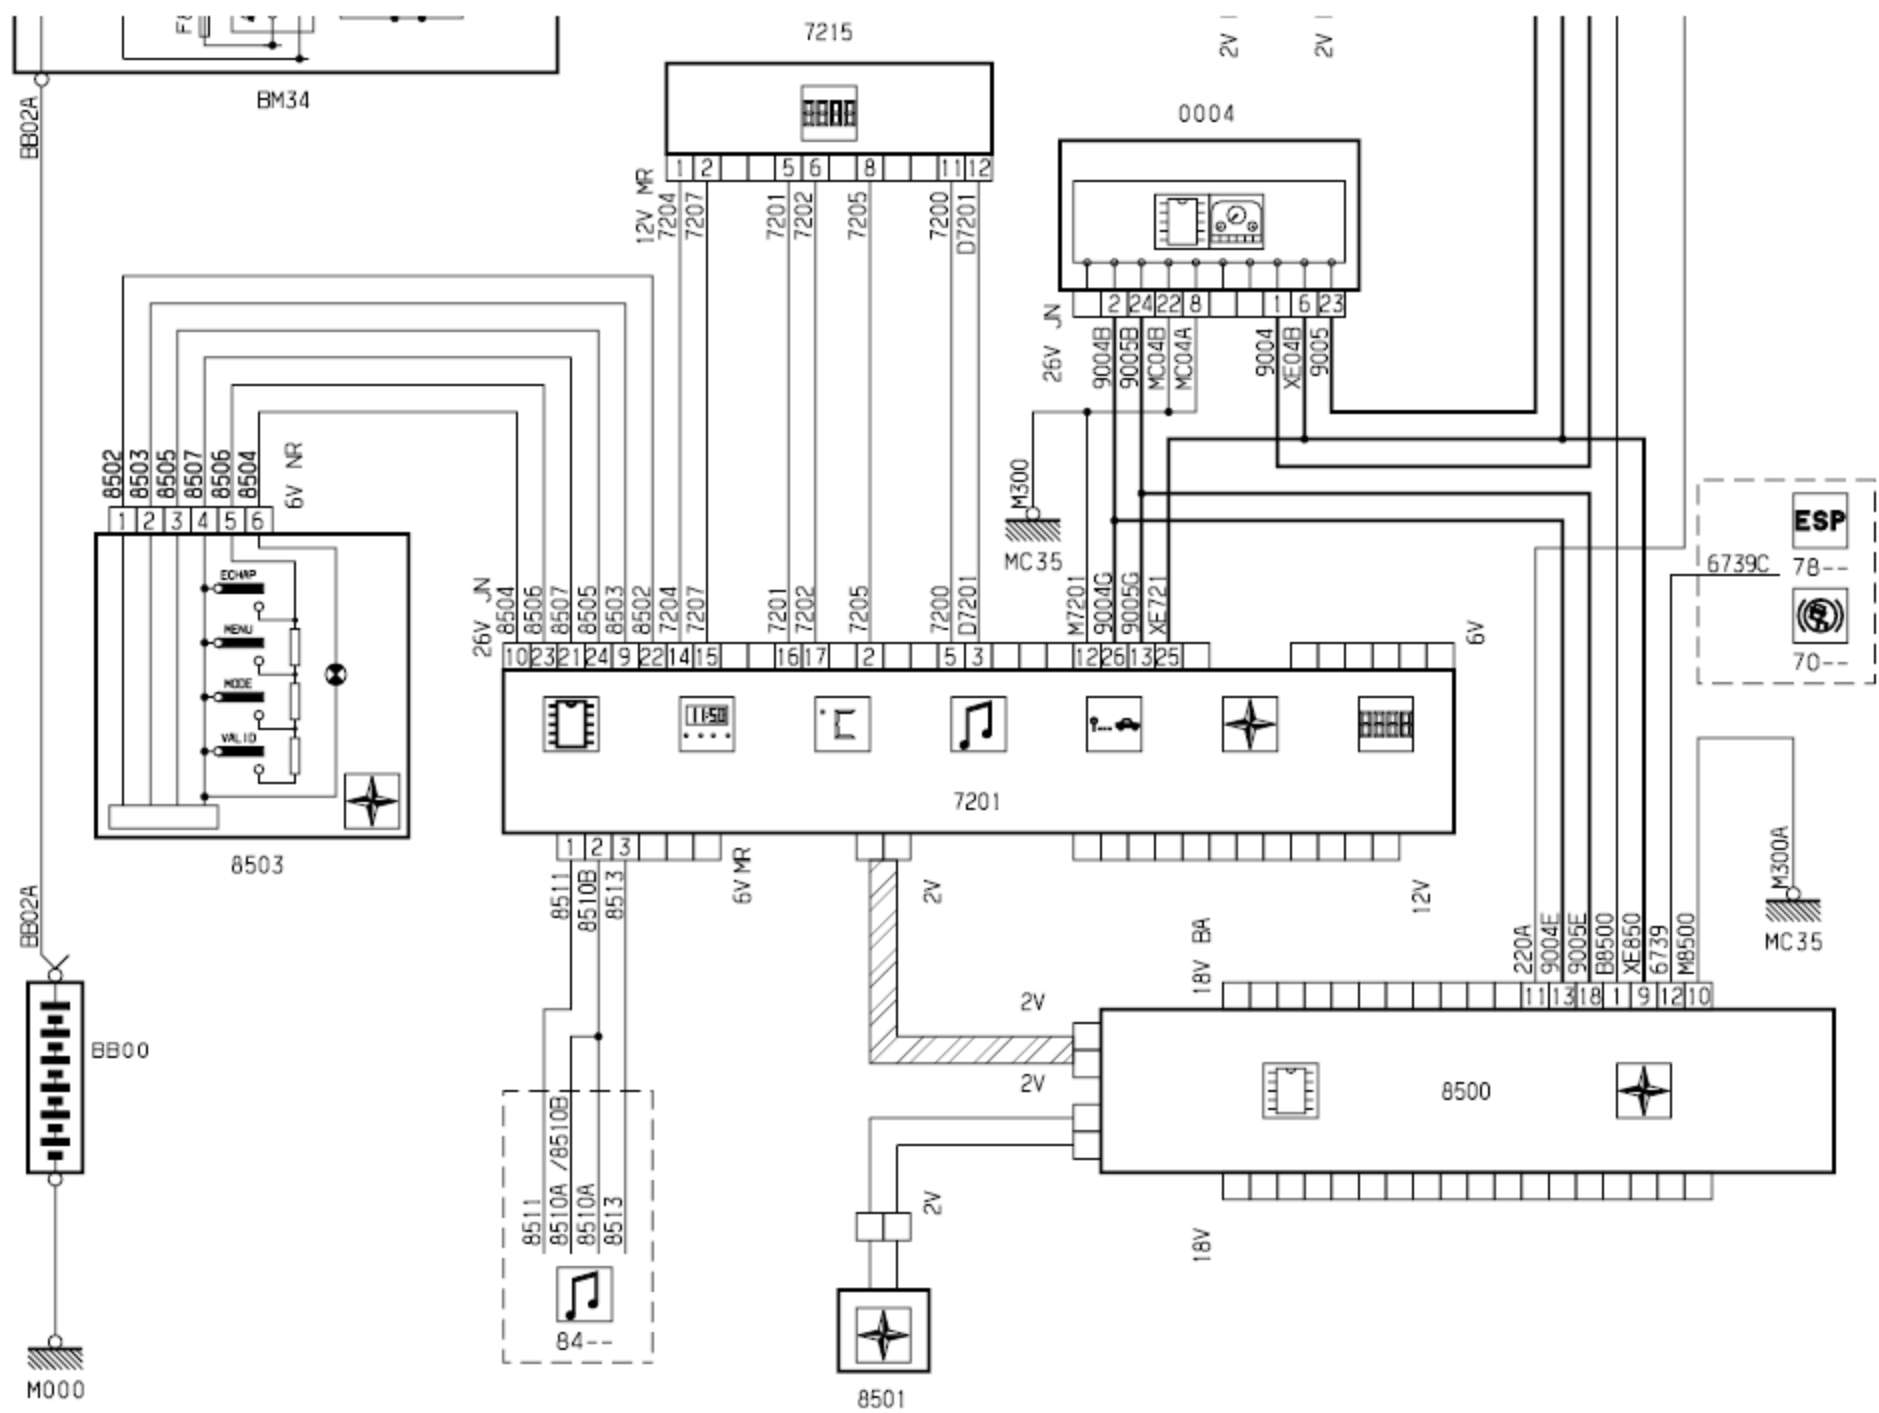 7215
2V
2V
BM34
0004
BB02A
1 2 5 6 8 11 12
12V MR
7204
7207
7201
7202
7205
7200
D7201
2 24 22 8 1 6 23
26V JN
9004B
9005B
MC04B
MC04A
9004
XE04B
9005
8502
8503
8505
8507
8506
8504
6V NR
1 2 3 4 5 6
M300
MC35
ESP
6739C
78--
70--
ECHAP
MENU
MODE
VALID
8503
26V JN
8504
8506
8507
8505
8503
8502
7204
7207
7201
7202
7205
7200
D7201
M7201
9004G
9005G
XE721
6V
10 23 21 24 9 22 14 15 16 17 2 5 3 12 26 13 25
11:50
°C
7201
1 2 3
8511
8510B
8513
6V MR
2V
12V
M300A
MC35
BB02A
BB00
M000
18V BA
220A
9004E
9005E
B8500
XE850
6739
M8500
11 13 18 1 9 12 10
2V
2V
8500
18V
8511
8510A /8510B
8510A
8513
84--
2V
8501